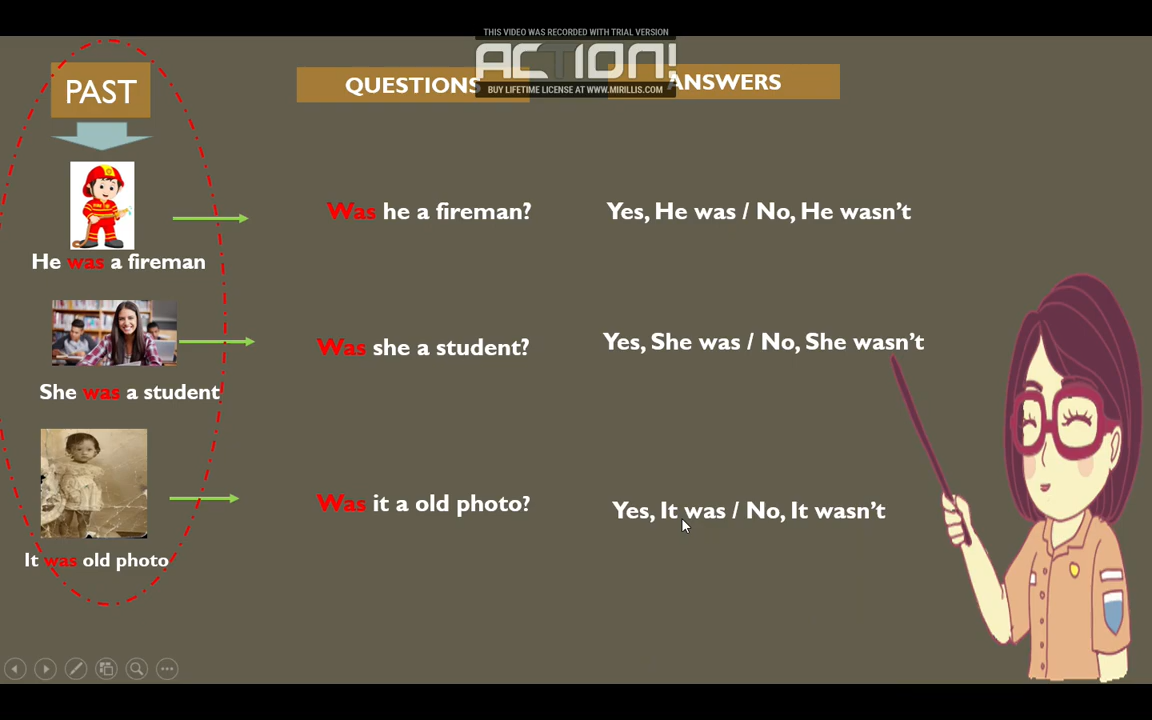 THIS VIDEO WAS RECORDED WITH TRIAL VERSION
ACTION!
BUY LIFETIME LICENSE AT WWW.MIRILLIS.COM
PAST
QUESTIONS
ANSWERS
Was he a fireman?
Yes, He was / No, He wasn't
He was a fireman
Was she a student?
Yes, She was / No, She wasn't
She was a student
Was it a old photo?
Yes, It was / No, It wasn't
It was old photo